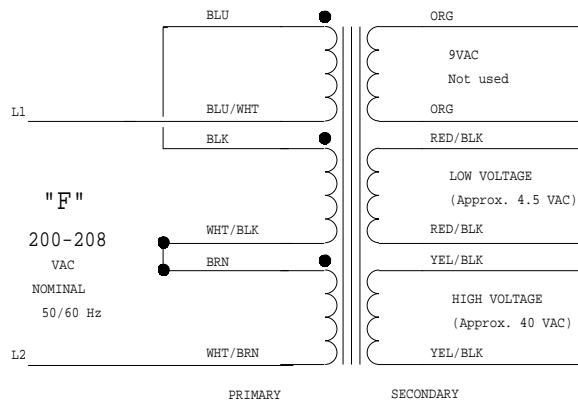 BLU ORG
9VAC
Not used
L1 BLU/WHT ORG
BLK RED/BLK
LOW VOLTAGE
"F" (Approx. 4.5 VAC)
200-208 WHT/BLK RED/BLK
VAC BRN YEL/BLK
NOMINAL HIGH VOLTAGE
50/60 Hz (Approx. 40 VAC)
L2 WHT/BRN YEL/BLK
PRIMARY SECONDARY